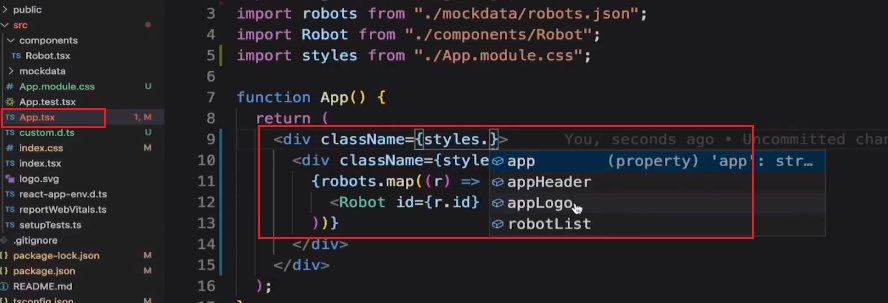 > public
src
components
TS Robot.tsx
> mockdata
# App.module.css U
App.test.tsx
TS App.tsx 1, M
TS custom.d.ts U
# index.css M
TS index.tsx
logo.svg
TS react-app-env.d.ts
TS reportWebVitals.ts
TS setupTests.ts
.gitignore
{} package-lock.json M
{} package.json M
README.md
tsconfig.json
3 import robots from "./mockdata/robots.json";
4 import Robot from "./components/Robot";
5 import styles from "./App.module.css";
6
7 function App() {
8 return (
9 <div className={styles.}> You, seconds ago • Uncommitted chan
10 <div className={style
11 {robots.map((r) =>
12 <Robot id={r.id}
13 ))}
14 </div>
15 </div>
16 );
17
app (property) 'app': str...
appHeader
appLogo
robotList